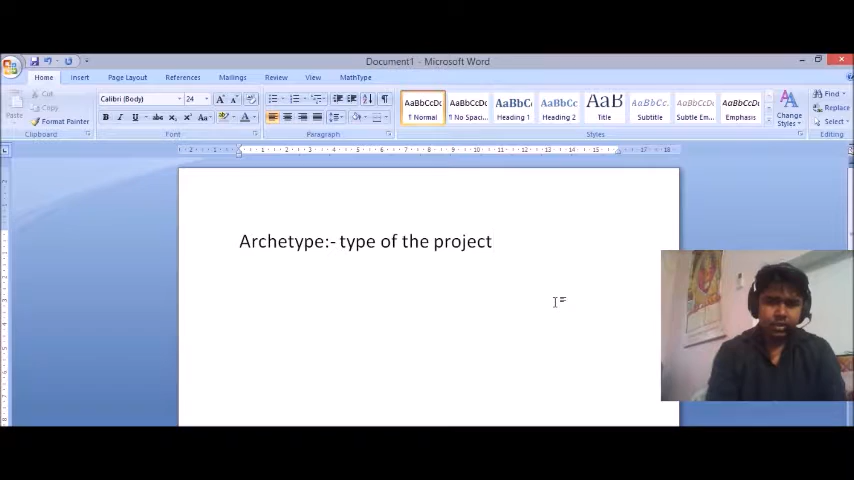 Document1 - Microsoft Word
Home Insert Page Layout References Mailings Review View MathType
Cut
Copy
Format Painter
Paste
Calibri (Body) 24
AaBbCcDc AaBbCcDc AaBbCc AaBbCc AaB AaBbCc. AaBbCcDc AaBbCcDc
¶ Normal ¶ No Spaci... Heading 1 Heading 2 Title Subtitle Subtle Em... Emphasis
Change Styles
Find
Replace
Select
Clipboard Font Paragraph Styles Editing
Archetype:- type of the project